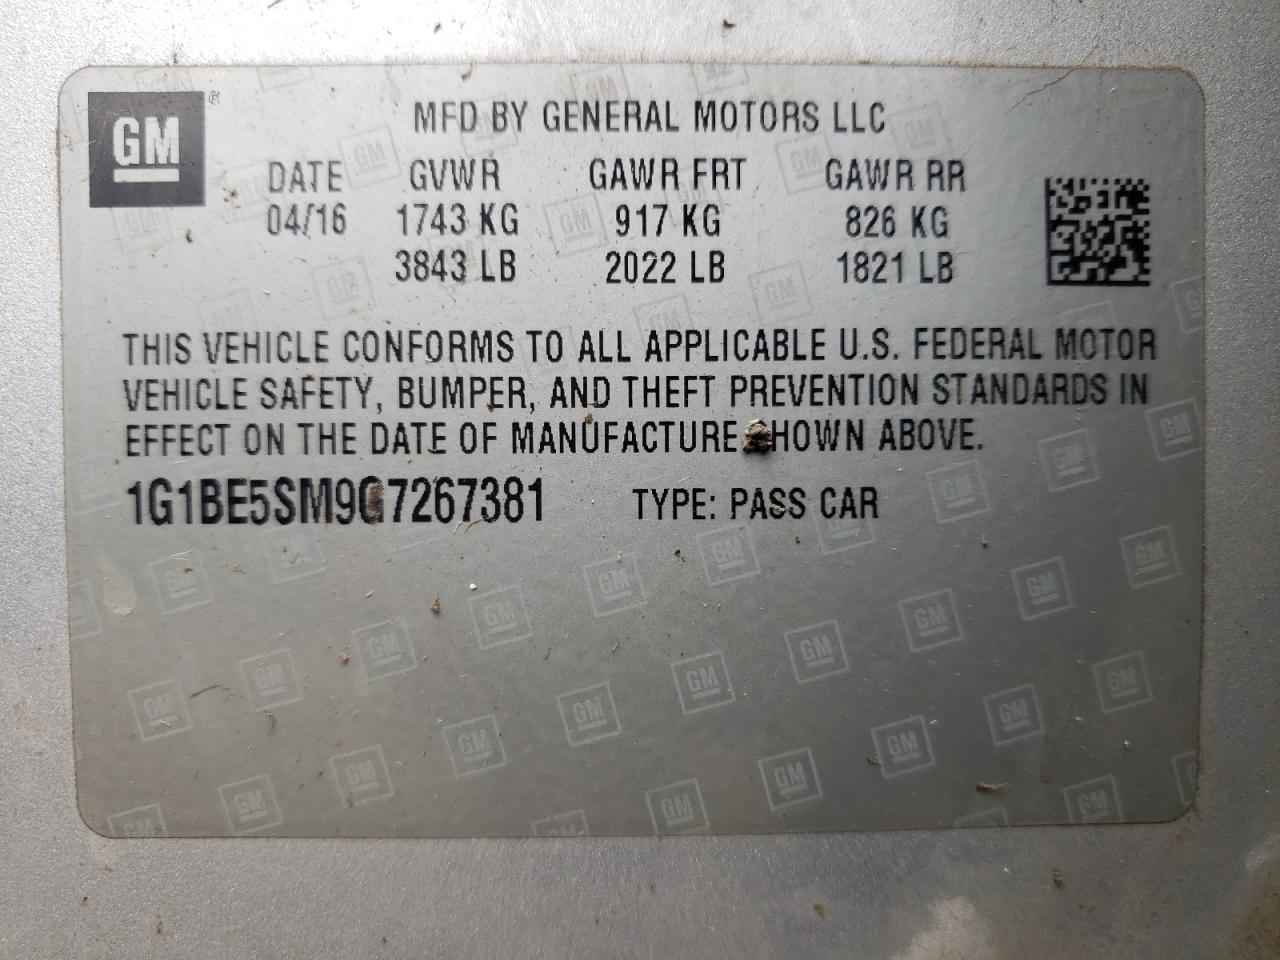 GM ®
MFD BY GENERAL MOTORS LLC
DATE GVWR GAWR FRT GAWR RR
04/16 1743 KG 917 KG 826 KG
3843 LB 2022 LB 1821 LB
THIS VEHICLE CONFORMS TO ALL APPLICABLE U.S. FEDERAL MOTOR
VEHICLE SAFETY, BUMPER, AND THEFT PREVENTION STANDARDS IN
EFFECT ON THE DATE OF MANUFACTURE SHOWN ABOVE.
1G1BE5SM9G7267381 TYPE: PASS CAR